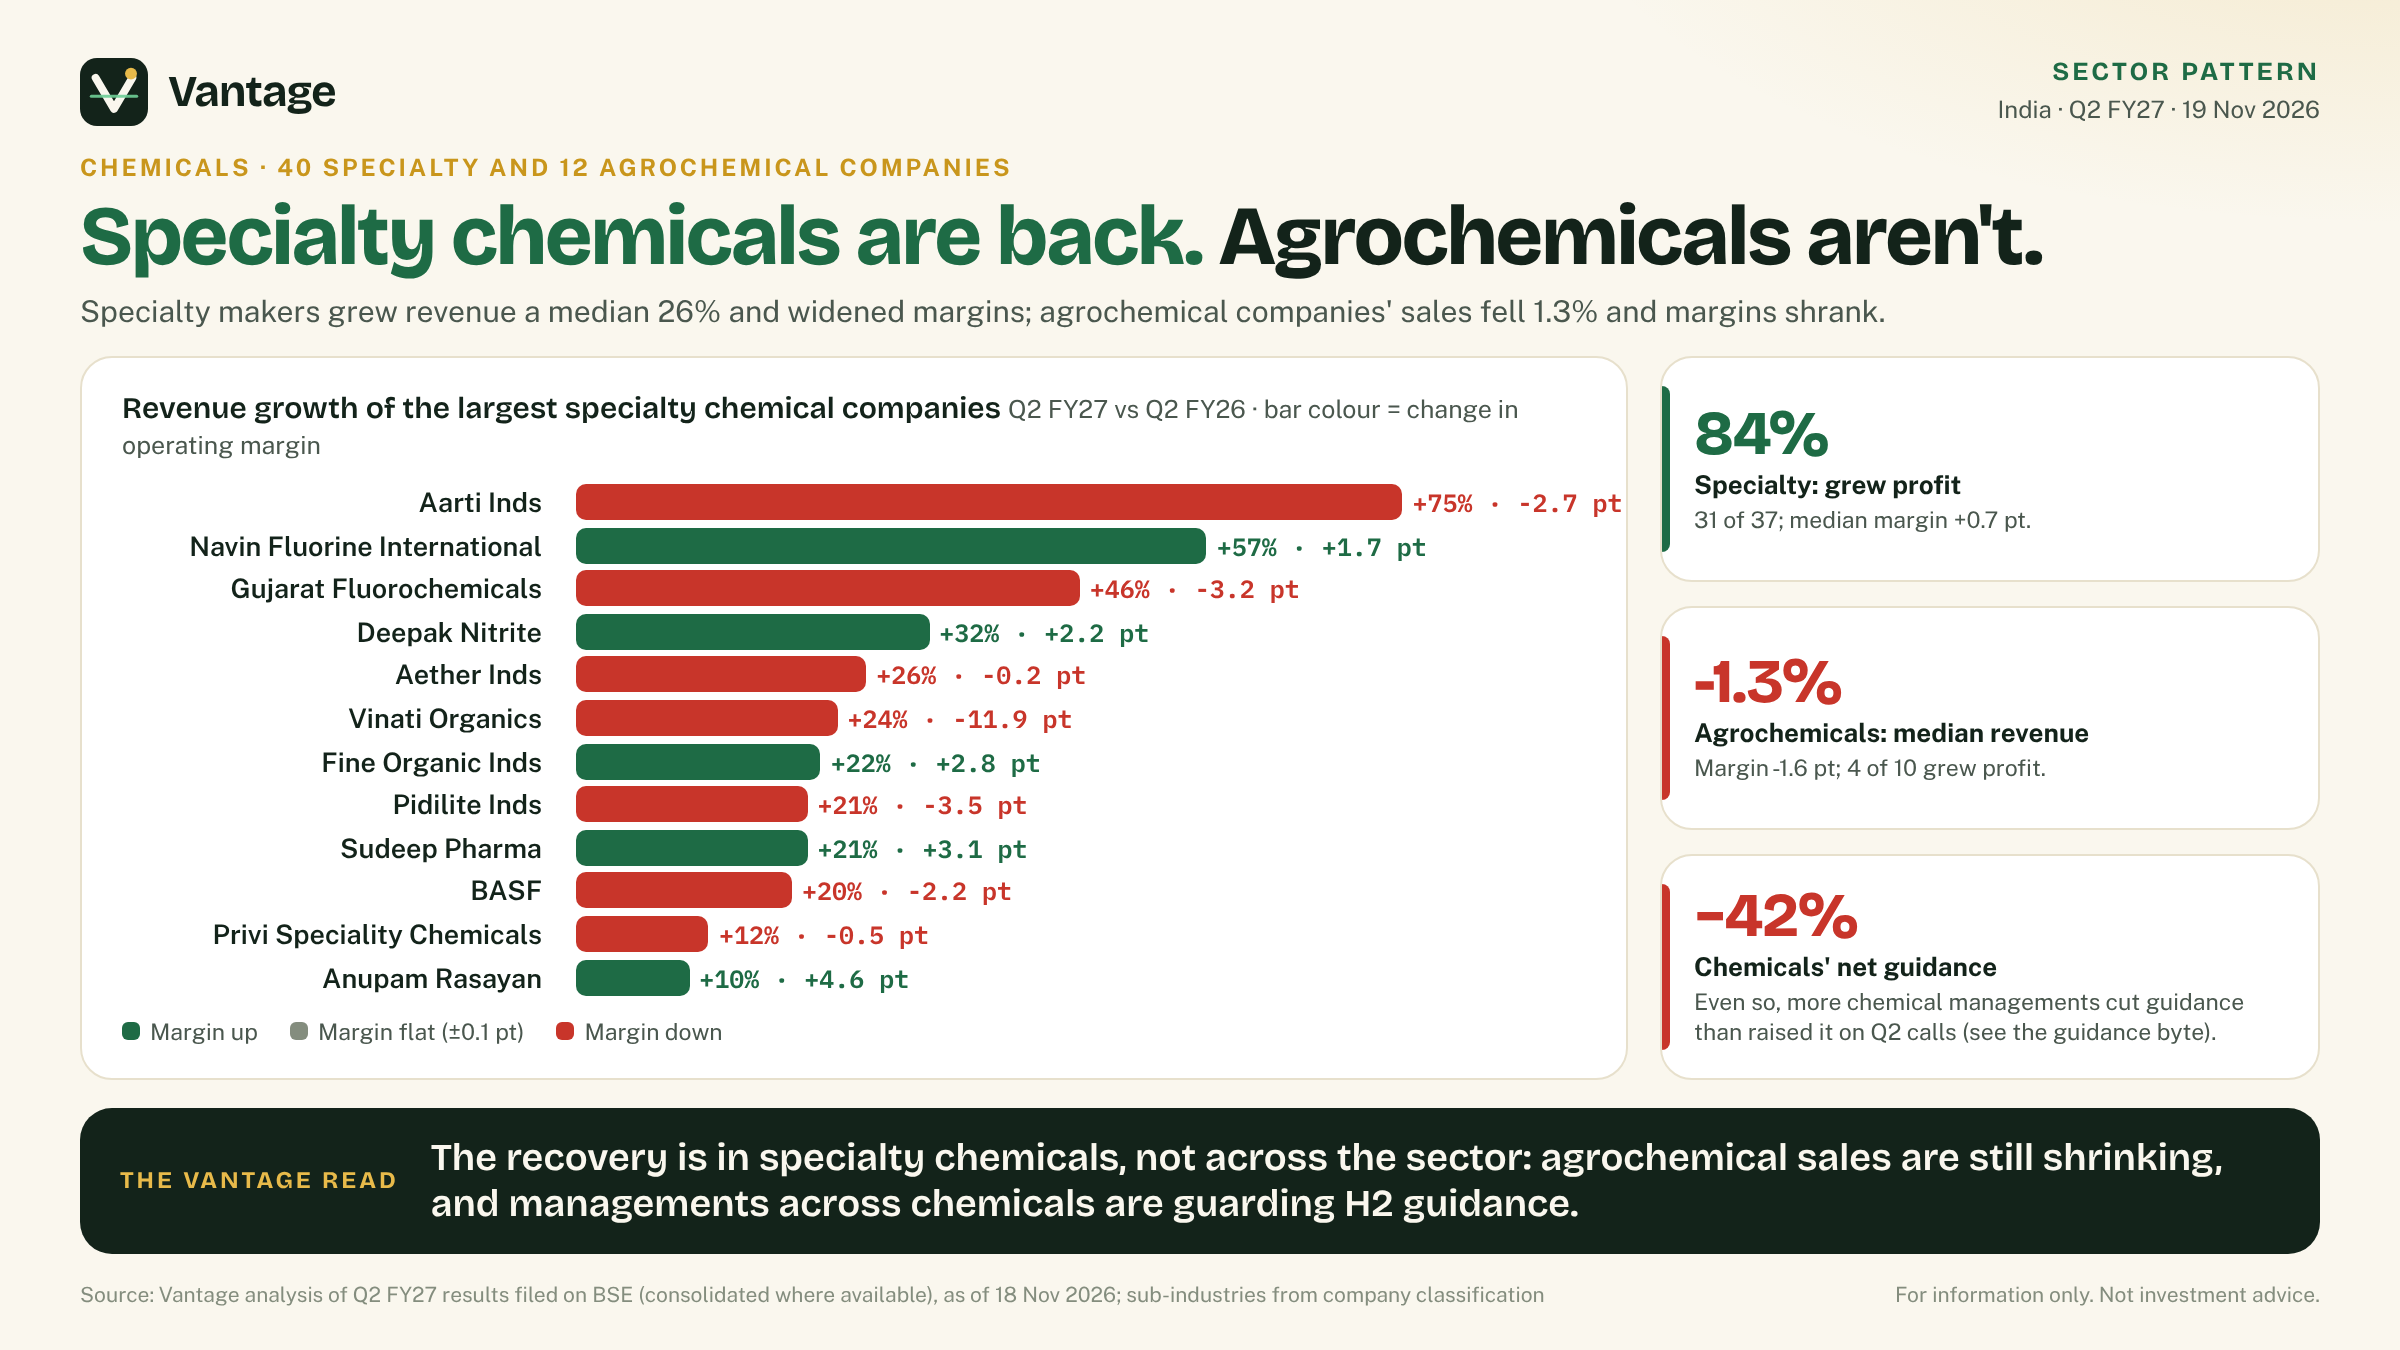 Vantage
SECTOR PATTERN
India · Q2 FY27 · 19 Nov 2026
CHEMICALS · 40 SPECIALTY AND 12 AGROCHEMICAL COMPANIES
Specialty chemicals are back. Agrochemicals aren't.
Specialty makers grew revenue a median 26% and widened margins; agrochemical companies' sales fell 1.3% and margins shrank.
Revenue growth of the largest specialty chemical companies Q2 FY27 vs Q2 FY26 · bar colour = change in
operating margin
Aarti Inds +75% · -2.7 pt
Navin Fluorine International +57% · +1.7 pt
Gujarat Fluorochemicals +46% · -3.2 pt
Deepak Nitrite +32% · +2.2 pt
Aether Inds +26% · -0.2 pt
Vinati Organics +24% · -11.9 pt
Fine Organic Inds +22% · +2.8 pt
Pidilite Inds +21% · -3.5 pt
Sudeep Pharma +21% · +3.1 pt
BASF +20% · -2.2 pt
Privi Speciality Chemicals +12% · -0.5 pt
Anupam Rasayan +10% · +4.6 pt
Margin up Margin flat (±0.1 pt) Margin down
84%
Specialty: grew profit
31 of 37; median margin +0.7 pt.
-1.3%
Agrochemicals: median revenue
Margin -1.6 pt; 4 of 10 grew profit.
−42%
Chemicals' net guidance
Even so, more chemical managements cut guidance
than raised it on Q2 calls (see the guidance byte).
THE VANTAGE READ
The recovery is in specialty chemicals, not across the sector: agrochemical sales are still shrinking,
and managements across chemicals are guarding H2 guidance.
Source: Vantage analysis of Q2 FY27 results filed on BSE (consolidated where available), as of 18 Nov 2026; sub-industries from company classification
For information only. Not investment advice.